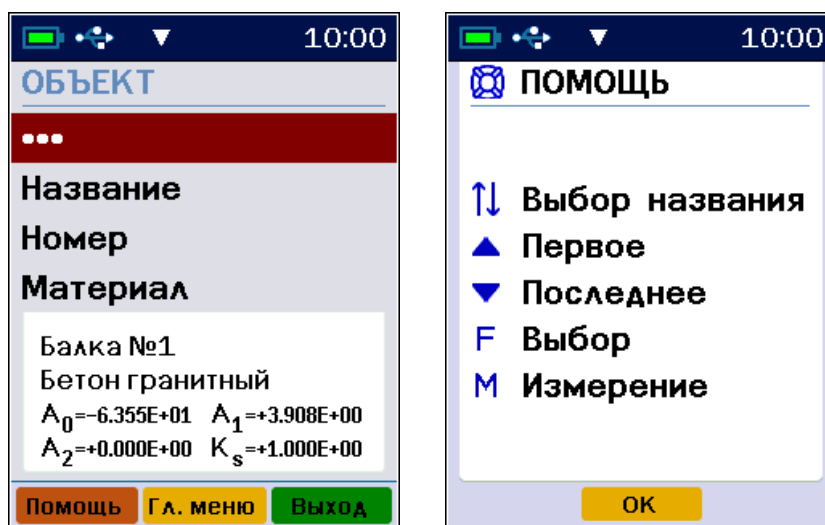 10:00
ОБЪЕКТ
•••
Название
Номер
Материал
Балка №1
Бетон гранитный
A₀=-6.355E+01 A₁=+3.908E+00
A₂=+0.000E+00 Kₛ=+1.000E+00
Помощь Гл. меню Выход
10:00
ПОМОЩЬ
↑↓ Выбор названия
▲ Первое
▼ Последнее
F Выбор
M Измерение
ОК